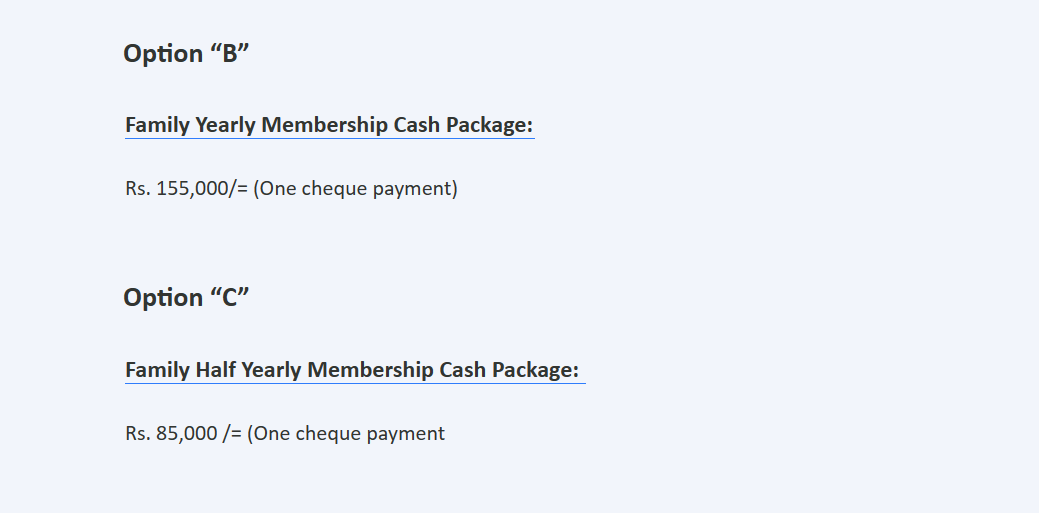 Option “B”
Family Yearly Membership Cash Package:
Rs. 155,000/= (One cheque payment)
Option “C”
Family Half Yearly Membership Cash Package:
Rs. 85,000 /= (One cheque payment